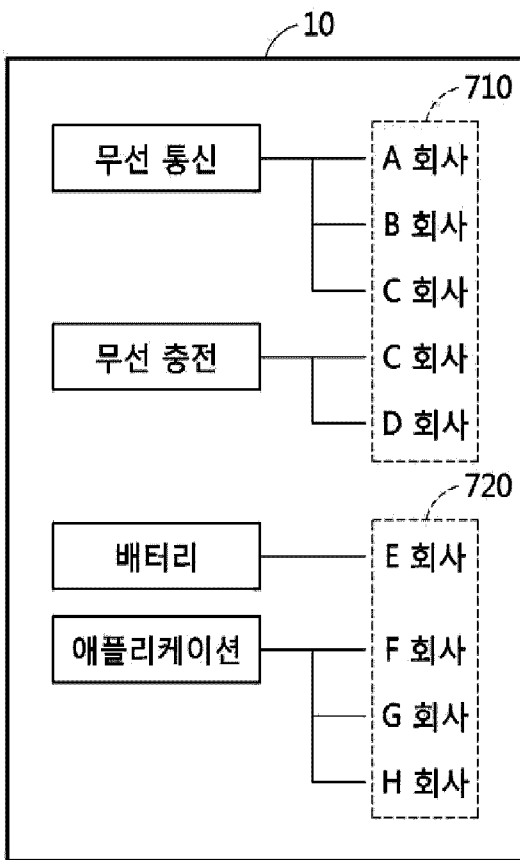 10
710
무선 통신
A 회사
B 회사
C 회사
무선 충전
C 회사
D 회사
720
배터리
E 회사
애플리케이션
F 회사
G 회사
H 회사